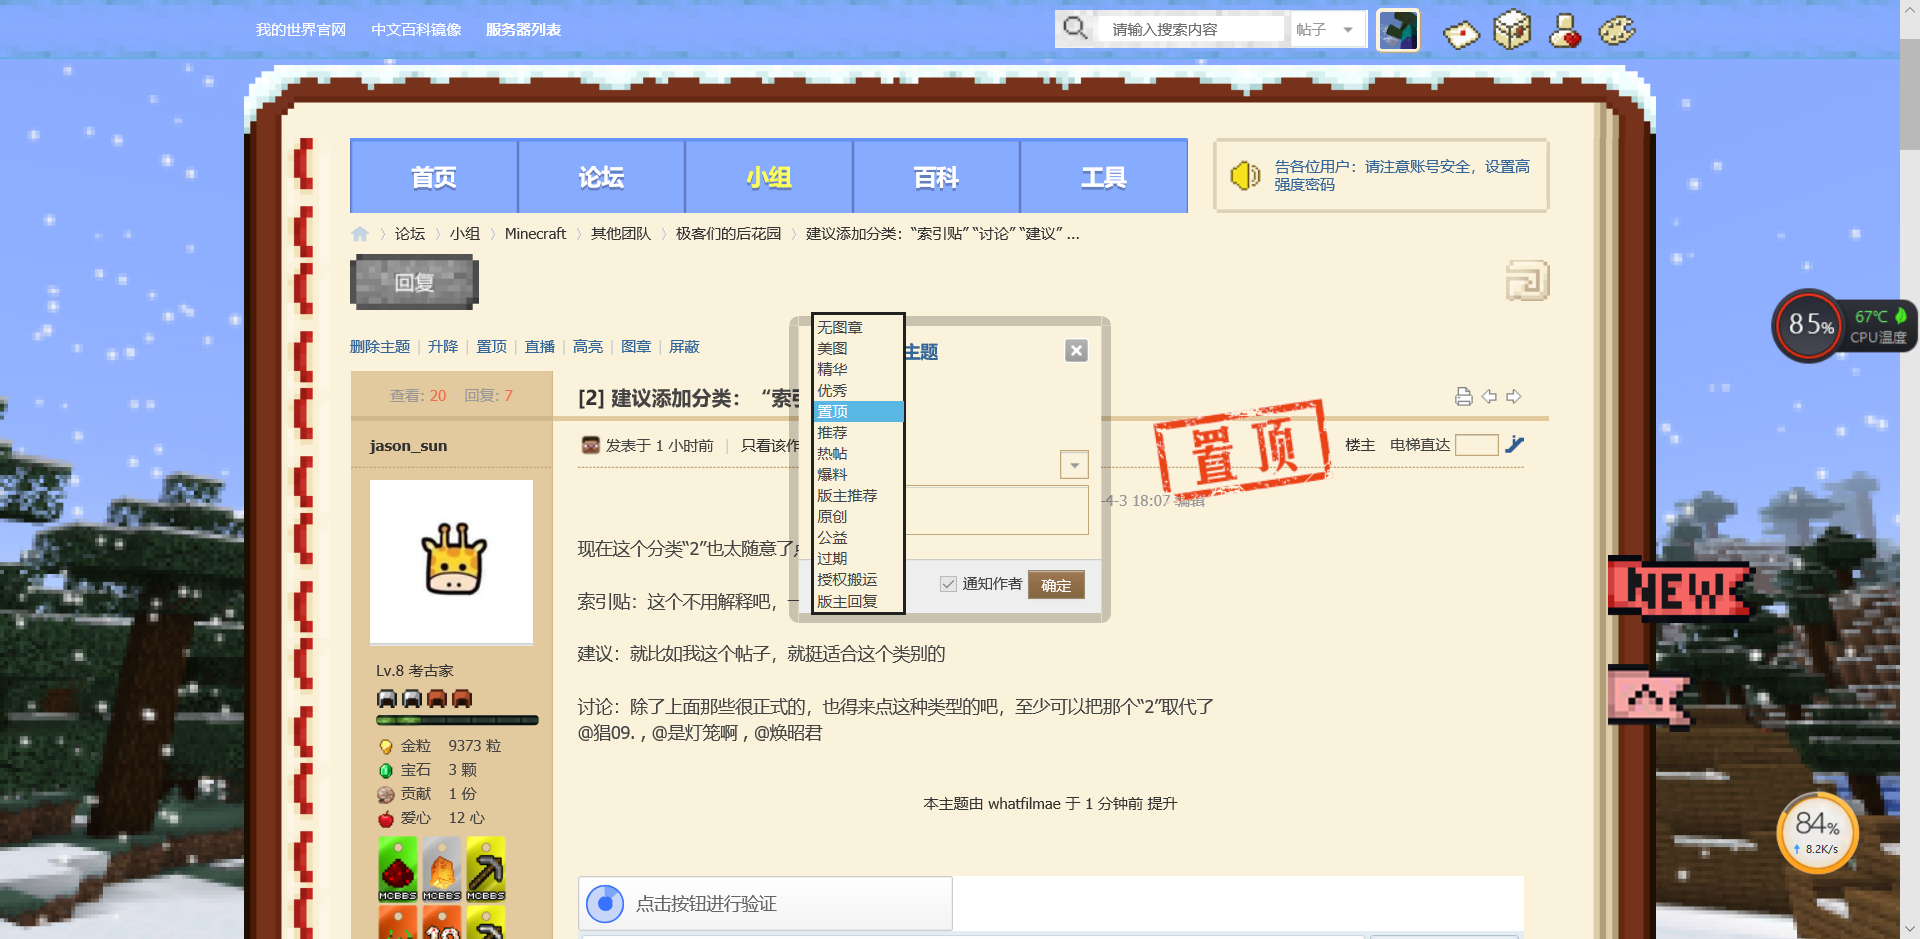 我的世界官网 中文百科镜像 服务器列表
请输入搜索内容 帖子
首页 论坛 小组 百科 工具
告各位用户：请注意账号安全，设置高
强度密码
论坛 小组 Minecraft 其他团队 极客们的后花园 建议添加分类：“索引贴” “讨论” “建议” ...
回复
85%
67℃
CPU温度
删除主题 | 升降 | 置顶 | 直播 | 高亮 | 图章 | 屏蔽
主题
无图章
美图
精华
优秀
置顶
推荐
热帖
爆料
版主推荐
原创
公益
过期
授权搬运
版主回复
通知作者 确定
查看: 20 回复: 7
[2] 建议添加分类： “索引
jason_sun
发表于 1 小时前 | 只看该作
置顶
楼主 电梯直达
-4-3 18:07 编辑
现在这个分类“2”也太随意了点
索引贴：这个不用解释吧，一
建议：就比如我这个帖子，就挺适合这个类别的
讨论：除了上面那些很正式的，也得来点这种类型的吧，至少可以把那个“2”取代了
@猖09. , @是灯笼啊 , @焕昭君
本主题由 whatfilmae 于 1 分钟前 提升
Lv.8 考古家
金粒 9373 粒
宝石 3 颗
贡献 1 份
爱心 12 心
MCBBS MCBBS MCBBS
10
点击按钮进行验证
NEW
84%
8.2K/s